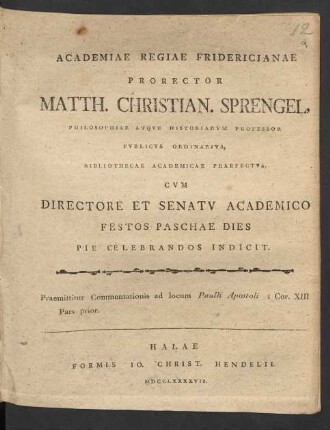 12
ACADEMIAE REGIAE FRIDERICIANAE
PRORECTOR
MATTH. CHRISTIAN. SPRENGEL,
PHILOSOPHIAE ATQVE HISTORIARVM PROFESSOR
PVBLICVS ORDINARIVS,
BIBLIOTHECAE ACADEMICAE PRAEFECTVS,
CVM
DIRECTORE ET SENATV ACADEMICO
FESTOS PASCHAE DIES
PIE CELEBRANDOS INDICIT.
Praemittitur Commentationis ad locum Paulli Apostoli 1 Cor. XIII
Pars prior.
HALAE
FORMIS IO. CHRIST. HENDELII.
MDCCLXXXXVII.